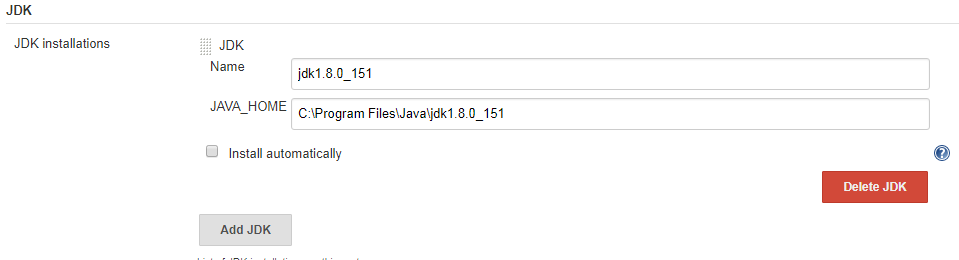 JDK
JDK installations
JDK
Name
jdk1.8.0_151
JAVA_HOME
C:\Program Files\Java\jdk1.8.0_151
Install automatically
?
Delete JDK
Add JDK